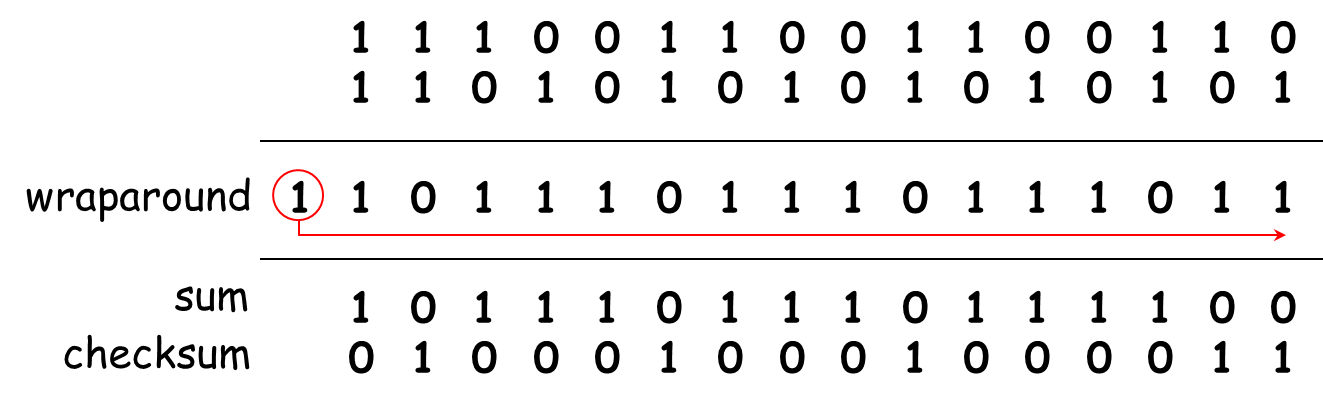 1 1 1 0 0 1 1 0 0 1 1 0 0 1 1 0
1 1 0 1 0 1 0 1 0 1 0 1 0 1 0 1
wraparound 1 1 0 1 1 1 0 1 1 1 0 1 1 1 0 1 1
sum 1 0 1 1 1 0 1 1 1 0 1 1 1 1 0 0
checksum 0 1 0 0 0 1 0 0 0 1 0 0 0 0 1 1